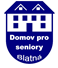 Domov pro
seniory
Blatná